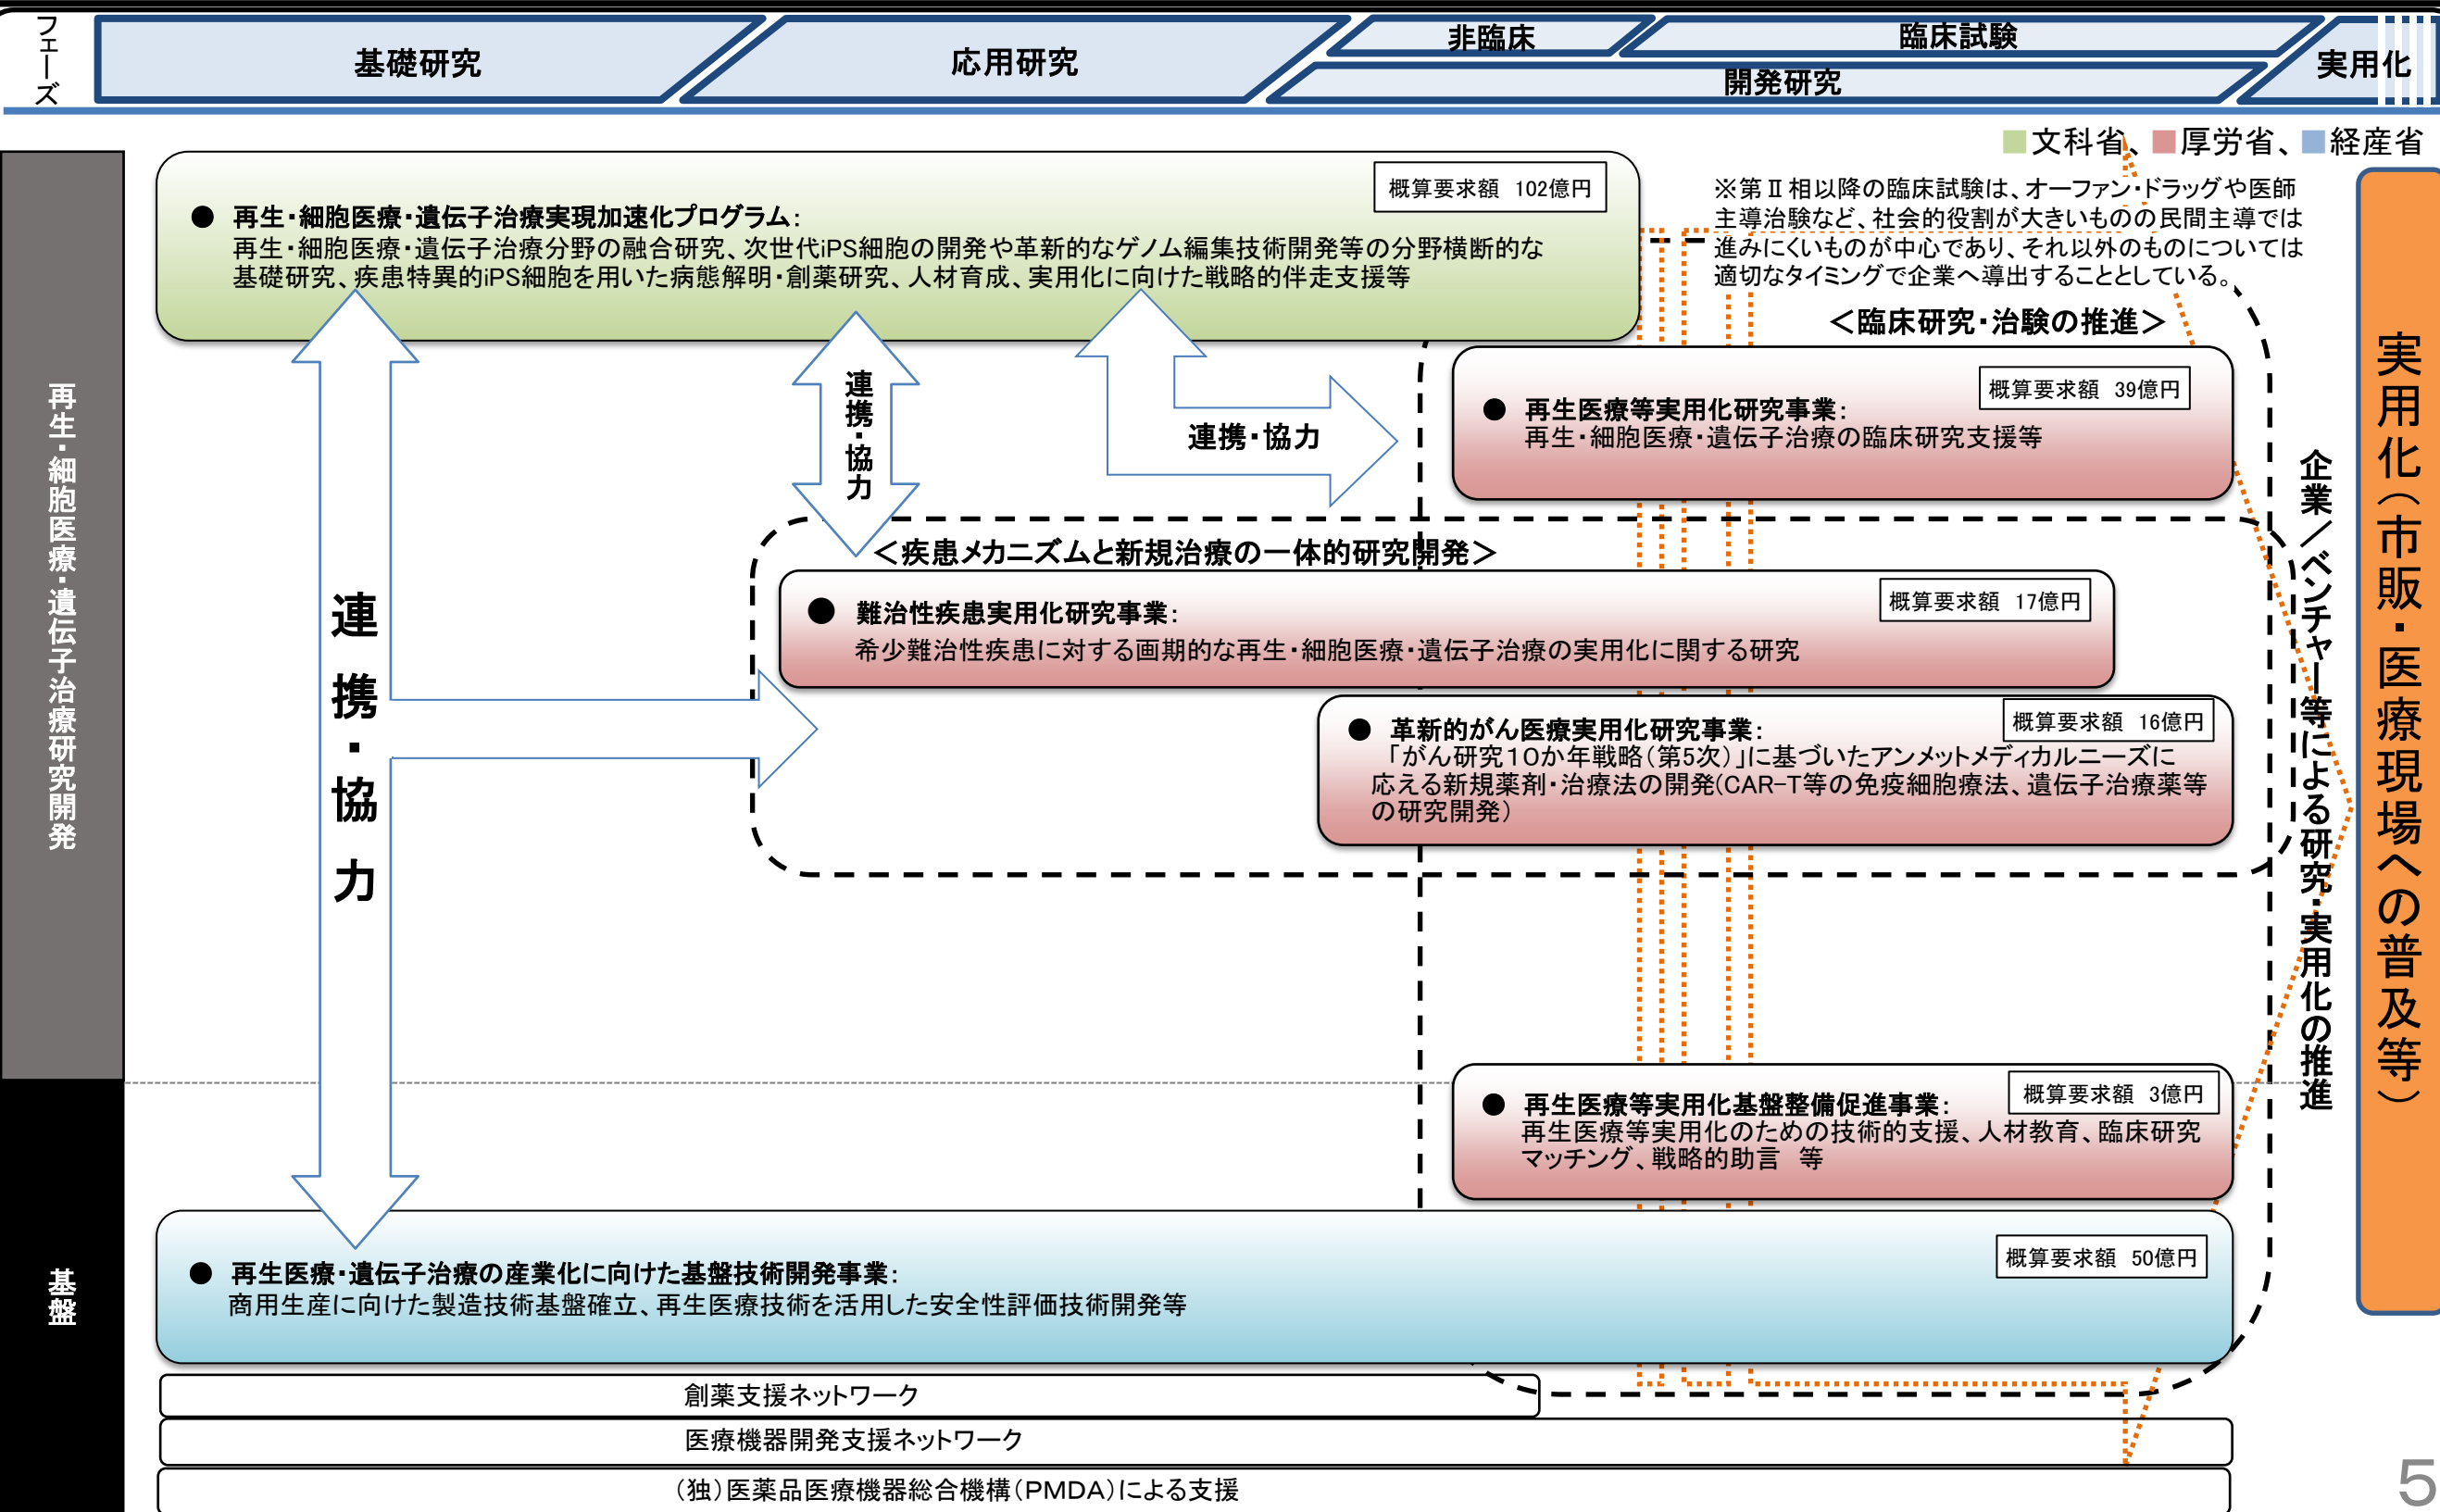 フェーズ
基礎研究
応用研究
非臨床
臨床試験
開発研究
実用化
■文科省、■厚労省、■経産省
※第Ⅱ相以降の臨床試験は、オーファン・ドラッグや医師
主導治験など、社会的役割が大きいものの民間主導では
進みにくいものが中心であり、それ以外のものについては
適切なタイミングで企業へ導出することとしている。
再生・細胞医療・遺伝子治療研究開発
概算要求額 102億円
● 再生・細胞医療・遺伝子治療実現加速化プログラム：
再生・細胞医療・遺伝子治療分野の融合研究、次世代iPS細胞の開発や革新的なゲノム編集技術開発等の分野横断的な
基礎研究、疾患特異的iPS細胞を用いた病態解明・創薬研究、人材育成、実用化に向けた戦略的伴走支援等
＜臨床研究・治験の推進＞
連携・協力
連携・協力
連携・協力
概算要求額 39億円
● 再生医療等実用化研究事業：
再生・細胞医療・遺伝子治療の臨床研究支援等
＜疾患メカニズムと新規治療の一体的研究開発＞
概算要求額 17億円
● 難治性疾患実用化研究事業：
希少難治性疾患に対する画期的な再生・細胞医療・遺伝子治療の実用化に関する研究
概算要求額 16億円
● 革新的がん医療実用化研究事業：
「がん研究１０か年戦略（第5次）」に基づいたアンメットメディカルニーズに
応える新規薬剤・治療法の開発(CAR-T等の免疫細胞療法、遺伝子治療薬等
の研究開発）
企業／ベンチャー等による研究・実用化の推進
実用化（市販・医療現場への普及等）
基盤
概算要求額 3億円
● 再生医療等実用化基盤整備促進事業：
再生医療等実用化のための技術的支援、人材教育、臨床研究
マッチング、戦略的助言　等
概算要求額 50億円
● 再生医療・遺伝子治療の産業化に向けた基盤技術開発事業：
商用生産に向けた製造技術基盤確立、再生医療技術を活用した安全性評価技術開発等
創薬支援ネットワーク
医療機器開発支援ネットワーク
（独）医薬品医療機器総合機構（PMDA）による支援
5